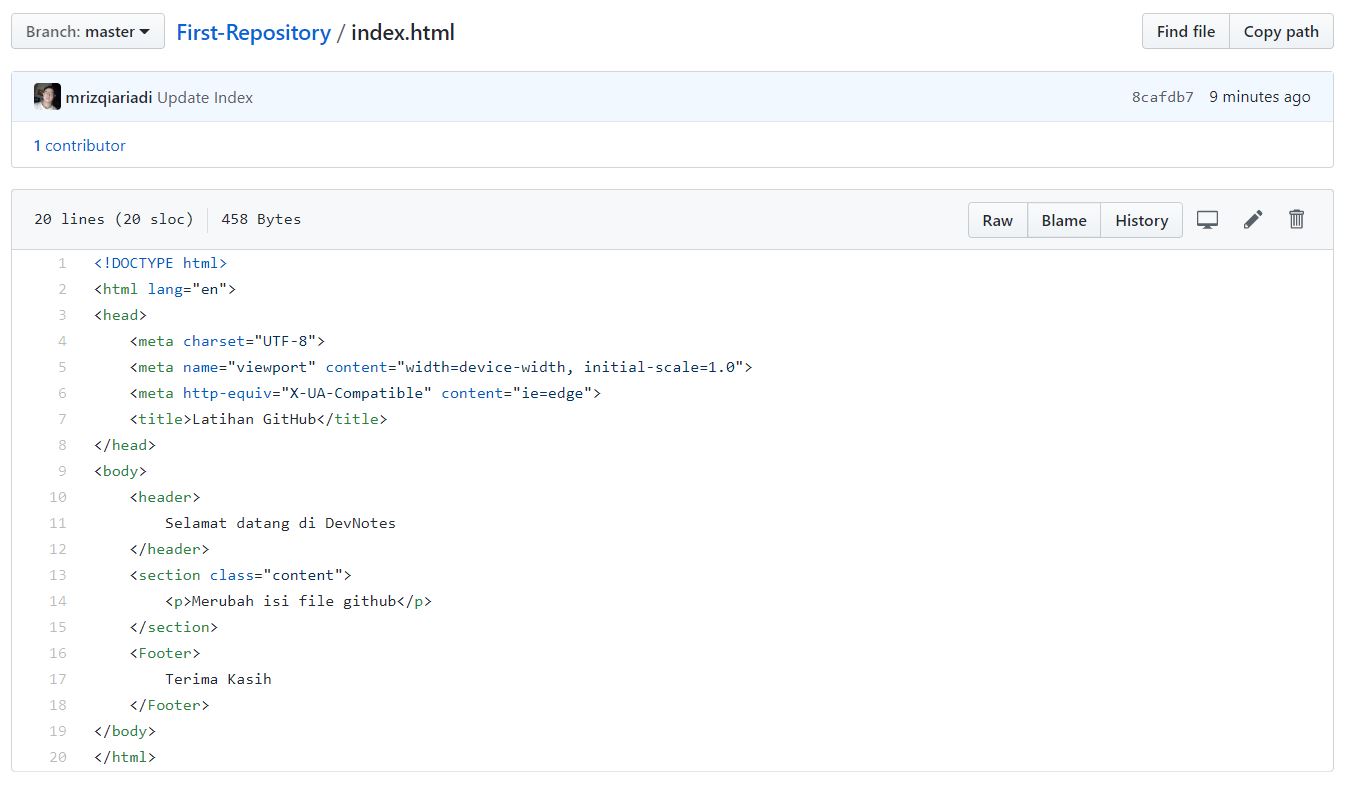 Branch: master First-Repository / index.html Find file Copy path
mrizqiariadi Update Index 8cafdb7 9 minutes ago
1 contributor
20 lines (20 sloc) 458 Bytes Raw Blame History
1 <!DOCTYPE html>
2 <html lang="en">
3 <head>
4     <meta charset="UTF-8">
5     <meta name="viewport" content="width=device-width, initial-scale=1.0">
6     <meta http-equiv="X-UA-Compatible" content="ie=edge">
7     <title>Latihan GitHub</title>
8 </head>
9 <body>
10     <header>
11         Selamat datang di DevNotes
12     </header>
13     <section class="content">
14         <p>Merubah isi file github</p>
15     </section>
16     <Footer>
17         Terima Kasih
18     </Footer>
19 </body>
20 </html>